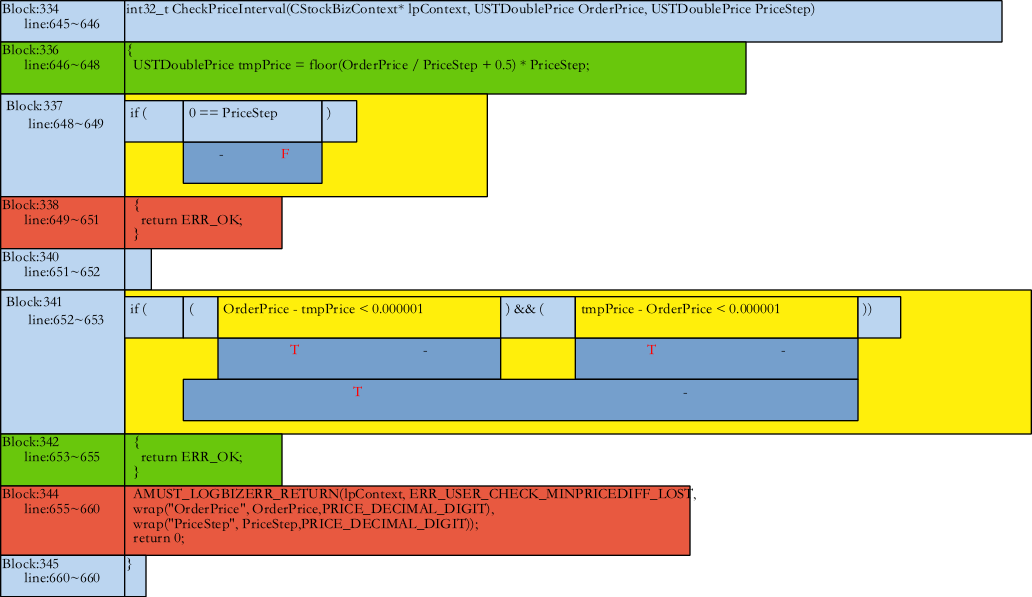 Block:334
int32_t CheckPriceInterval(CStockBizContext* lpContext, USTDoublePrice OrderPrice, USTDoublePrice PriceStep)
line:645~646
Block:336
{
line:646~648
USTDoublePrice tmpPrice = floor(OrderPrice / PriceStep + 0.5) * PriceStep;
Block:337
line:648~649
if ( 0 == PriceStep )
- F
Block:338
{
line:649~651
return ERR_OK;
}
Block:340
line:651~652
Block:341
line:652~653
if ( ( OrderPrice - tmpPrice < 0.000001 ) && ( tmpPrice - OrderPrice < 0.000001 ))
T - T -
T -
Block:342
{
line:653~655
return ERR_OK;
}
Block:344
line:655~660
AMUST_LOGBIZERR_RETURN(lpContext, ERR_USER_CHECK_MINPRICEDIFF_LOST,
wrap("OrderPrice", OrderPrice,PRICE_DECIMAL_DIGIT),
wrap("PriceStep", PriceStep,PRICE_DECIMAL_DIGIT));
return 0;
Block:345
}
line:660~660